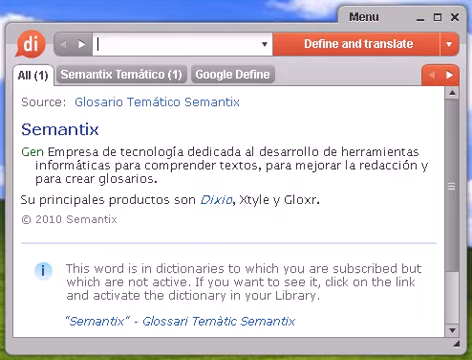 Menu
di
Define and translate
All (1) Semantix Temático (1) Google Define
Source: Glosario Temático Semantix
Semantix
Gen Empresa de tecnología dedicada al desarrollo de herramientas
informáticas para comprender textos, para mejorar la redacción y
para crear glosarios.
Su principales producton son Dixio, Xtyle y Gloxr.
© 2010 Semantix
i
This word is in dictionaries to which you are subscribed but
which are not active. If you want to see it, click on the link
and activate the dictionary in your Library.
"Semantix" - Glossari Temàtic Semantix